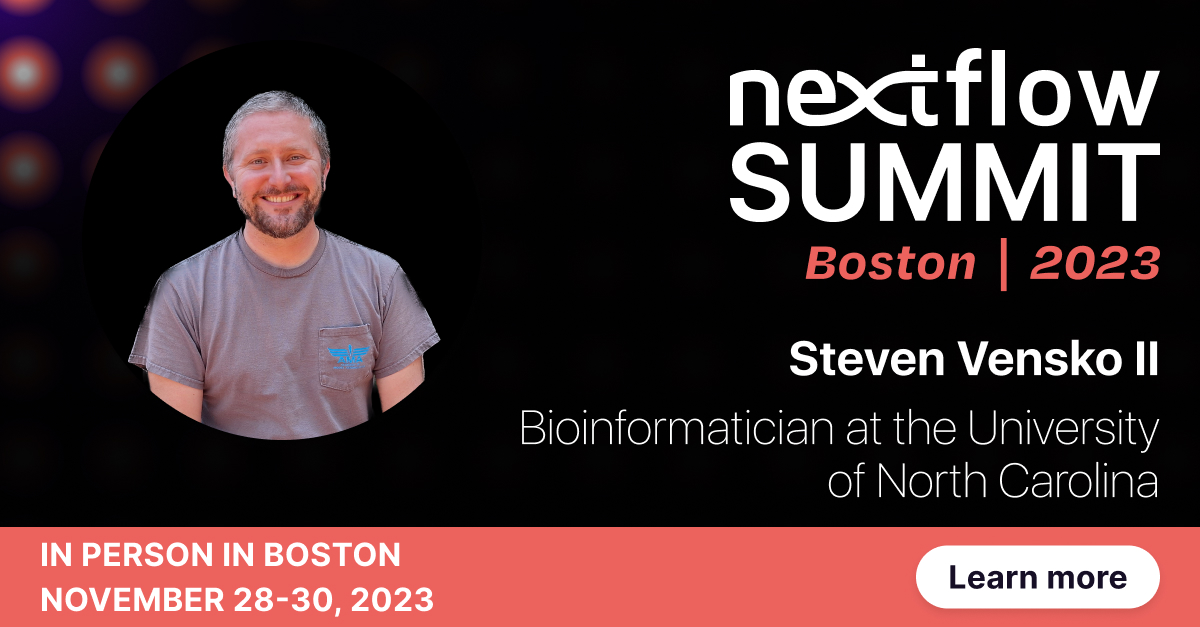 nextflow
SUMMIT
Boston | 2023
Steven Vensko II
Bioinformatician at the University
of North Carolina
IN PERSON IN BOSTON
NOVEMBER 28-30, 2023
Learn more